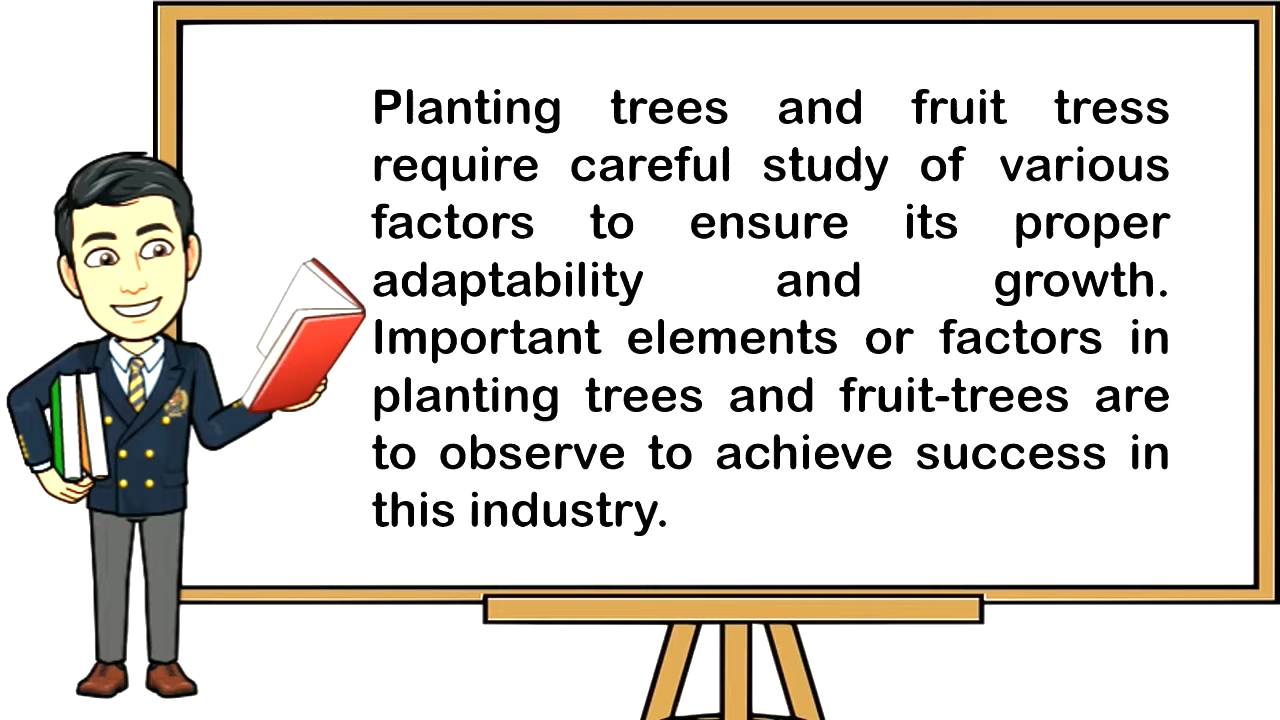 Planting trees and fruit tress
require careful study of various
factors to ensure its proper
adaptability and growth.
Important elements or factors in
planting trees and fruit-trees are
to observe to achieve success in
this industry.